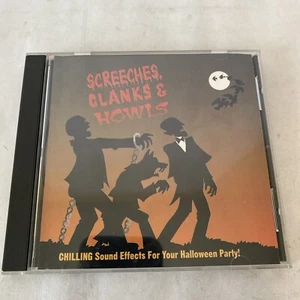 SCREECHES,
CLANKS &
HOWLS
CHILLING Sound Effects For Your Halloween Party!